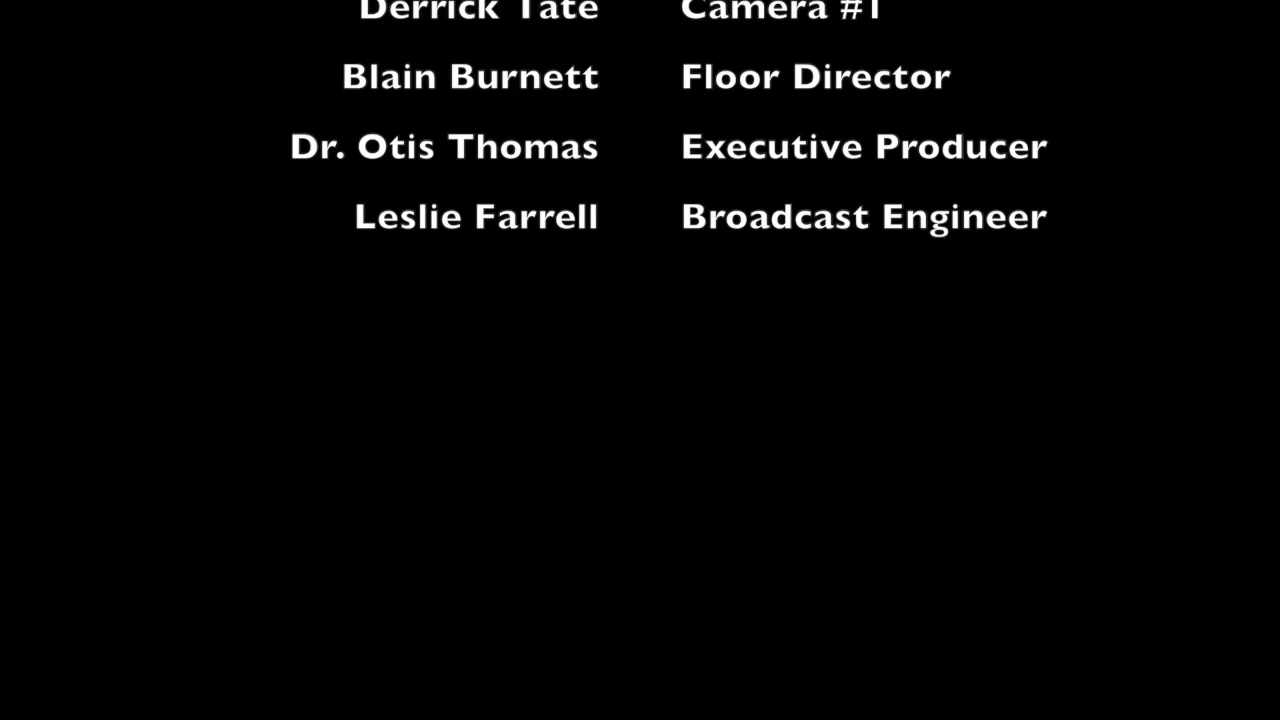 Derrick Tate Camera #1
Blain Burnett Floor Director
Dr. Otis Thomas Executive Producer
Leslie Farrell Broadcast Engineer